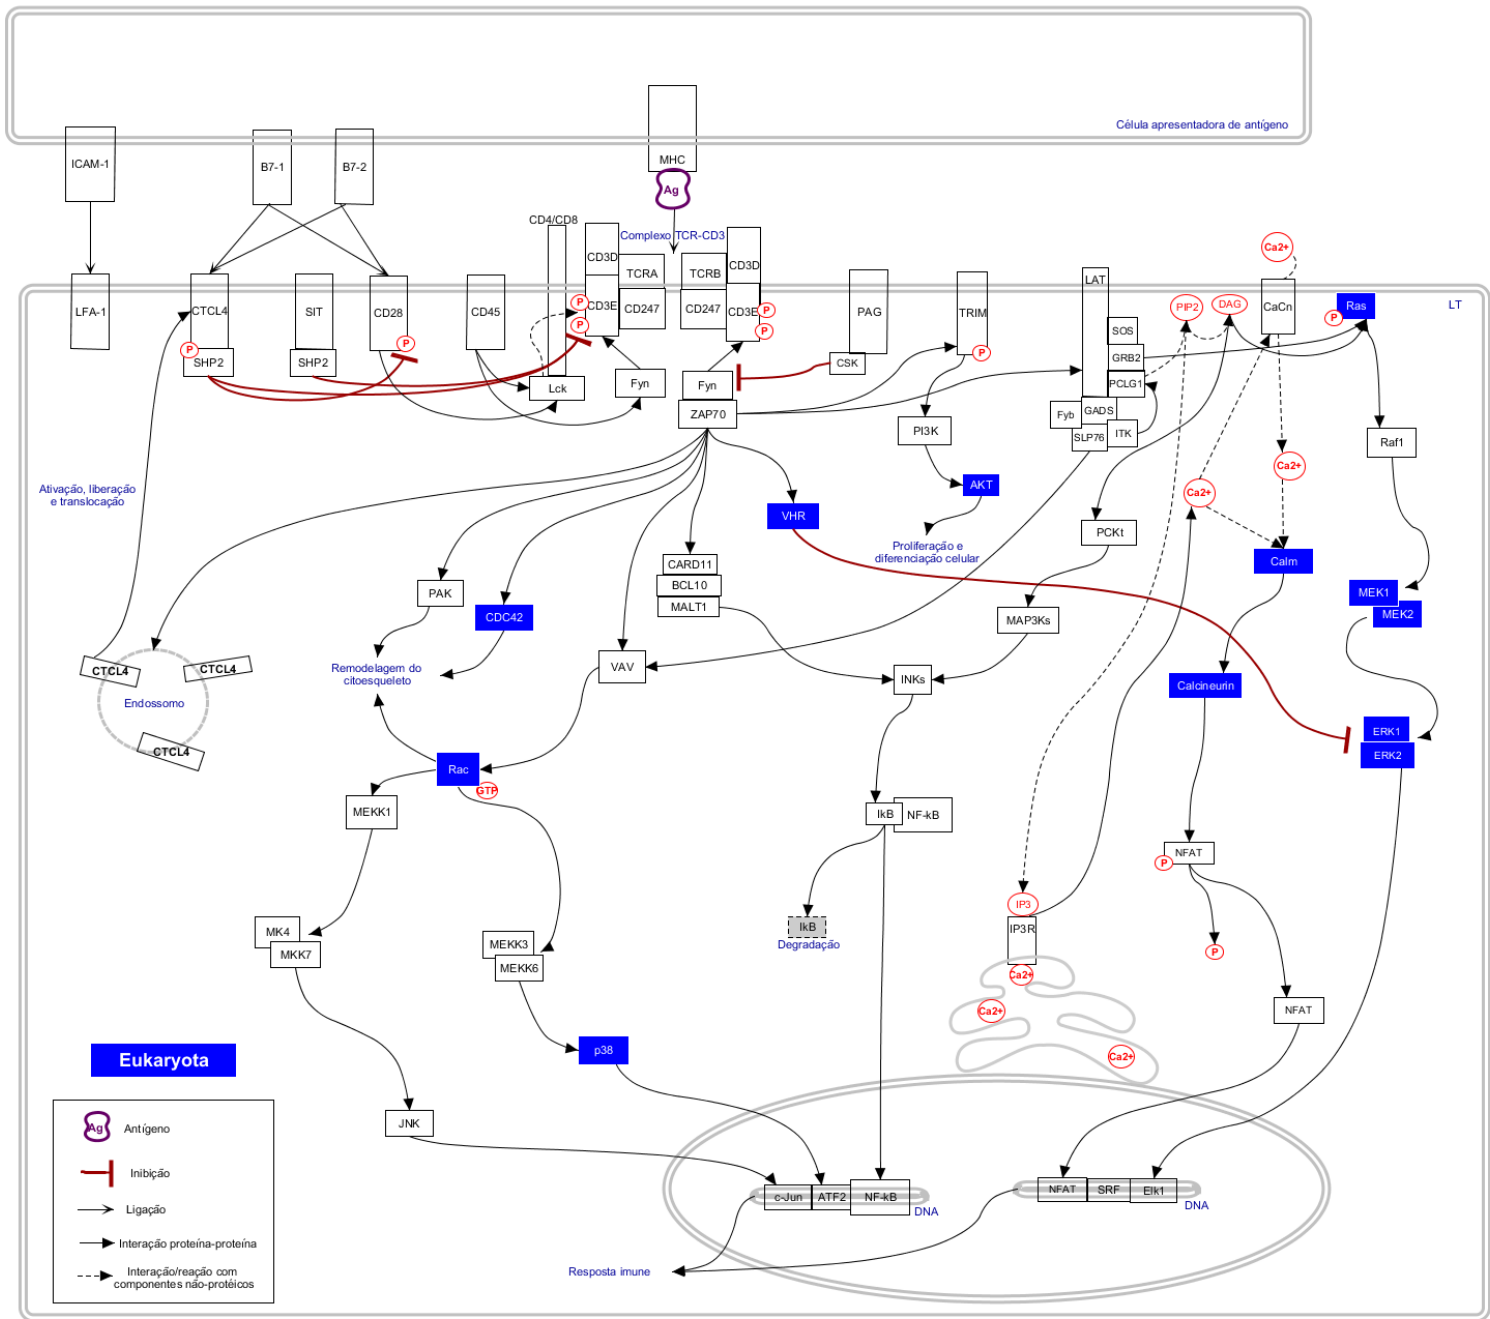 Célula apresentadora de antígeno
ICAM-1
B7-1
B7-2
MHC
Ag
CD4/CD8
Complexo TCR-CD3
CD3D
TCRA
TCRB
CD3D
Ca2+
LAT
LFA-1
CTCL4
SIT
CD28
CD45
P
CD3E
CD247
CD247
CD3E
P
PAG
TRIM
PIP2
DAG
CaCn
Ras
LT
P
P
P
P
P
P
SOS
SHP2
SHP2
CSK
GRB2
Lck
Fyn
Fyn
PCLG1
ZAP70
Fyb
GADS
SLP76
ITK
PI3K
Raf1
Ativação, liberação
e translocação
AKT
Ca2+
Ca2+
VHR
PCKt
Proliferação e
diferenciação celular
CARD11
BCL10
MALT1
Calm
PAK
CDC42
MAP3Ks
MEK1
MEK2
CTCL4
CTCL4
Remodelagem do
citoesqueleto
VAV
INKs
Calcineurin
Endossomo
CTCL4
ERK1
ERK2
Rac
GTP
MEKK1
IkB
NF-kB
NFAT
P
IP3
IkB
Degradação
IP3R
P
MK4
MKK7
MEKK3
MEKK6
Ca2+
Ca2+
NFAT
Ca2+
p38
Eukaryota
JNK
Ag
Antígeno
Inibição
Ligação
Interação proteína-proteína
Interação/reação com
componentes não-protéicos
c-Jun
ATF2
NF-kB
DNA
NFAT
SRF
Elk1
DNA
Resposta imune